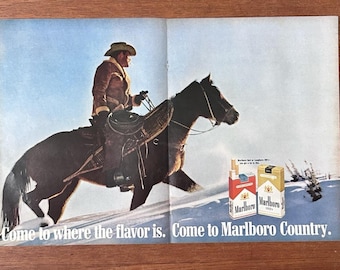 Come to where the flavor is. Come to Marlboro Country.
Marlboro
Marlboro